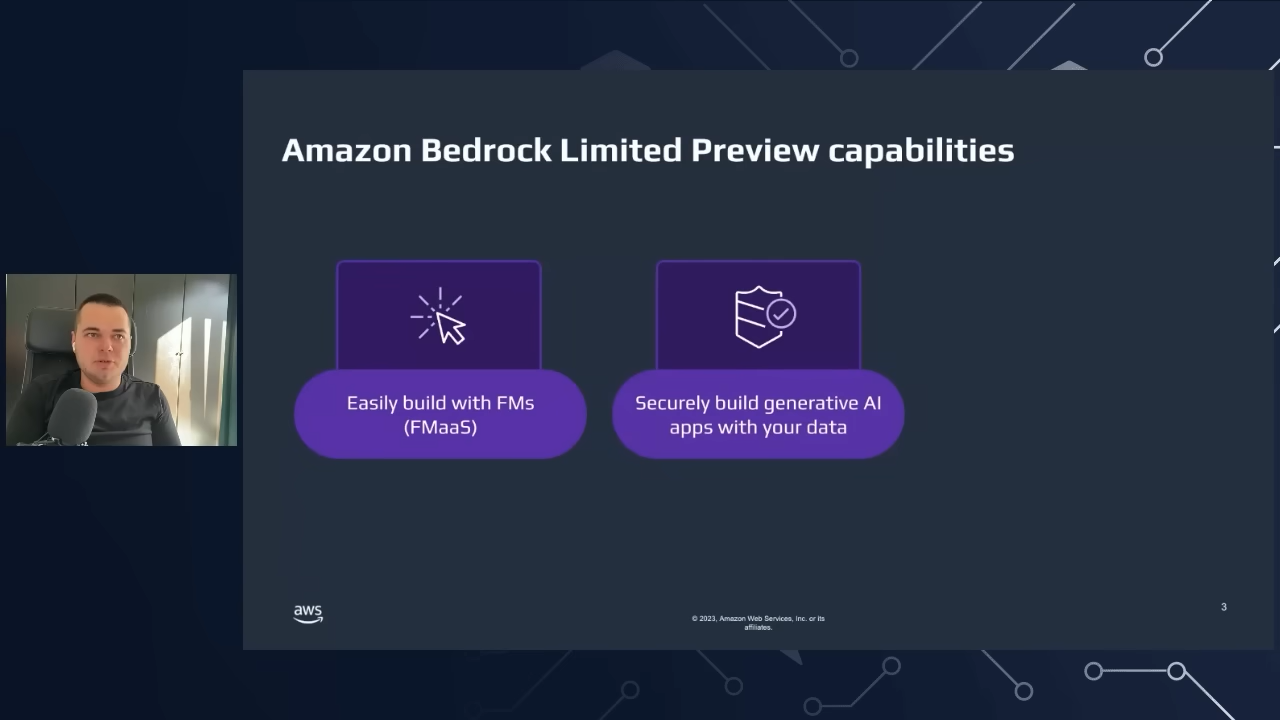 Amazon Bedrock Limited Preview capabilities
Easily build with FMs
(FMaaS)
Securely build generative AI
apps with your data
aws
© 2023, Amazon Web Services, Inc. or its
affiliates.
3